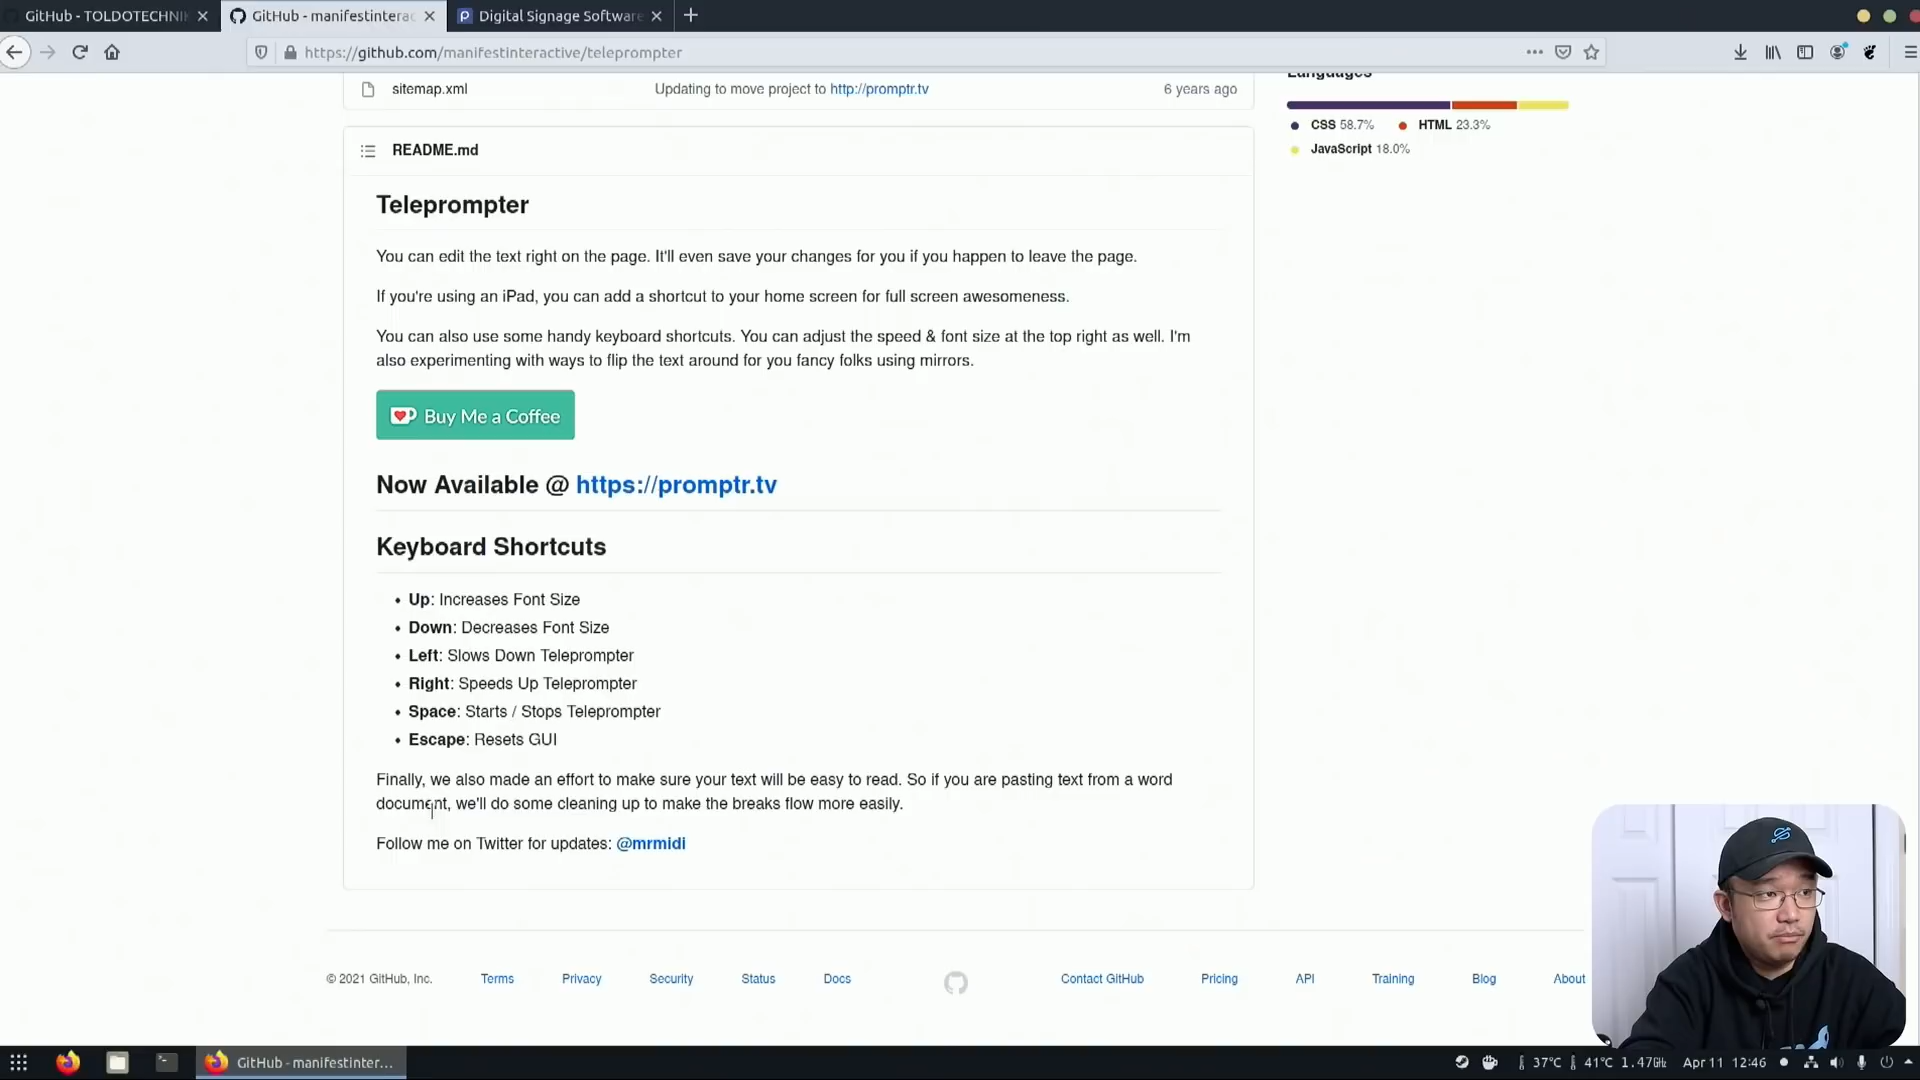 GitHub - TOLDOTECHNIK
GitHub - manifestinterac
Digital Signage Software
https://github.com/manifestinteractive/teleprompter
sitemap.xml
Updating to move project to http://promptr.tv
6 years ago
Languages
CSS 58.7%
HTML 23.3%
JavaScript 18.0%
README.md
Teleprompter
You can edit the text right on the page. It'll even save your changes for you if you happen to leave the page.
If you're using an iPad, you can add a shortcut to your home screen for full screen awesomeness.
You can also use some handy keyboard shortcuts. You can adjust the speed & font size at the top right as well. I'm
also experimenting with ways to flip the text around for you fancy folks using mirrors.
Buy Me a Coffee
Now Available @ https://promptr.tv
Keyboard Shortcuts
Up: Increases Font Size
Down: Decreases Font Size
Left: Slows Down Teleprompter
Right: Speeds Up Teleprompter
Space: Starts / Stops Teleprompter
Escape: Resets GUI
Finally, we also made an effort to make sure your text will be easy to read. So if you are pasting text from a word
document, we'll do some cleaning up to make the breaks flow more easily.
Follow me on Twitter for updates: @mrmidi
© 2021 GitHub, Inc.
Terms
Privacy
Security
Status
Docs
Contact GitHub
Pricing
API
Training
Blog
About
GitHub - manifestinter...
37°C
41°C
1.47GHz
Apr 11 12:46